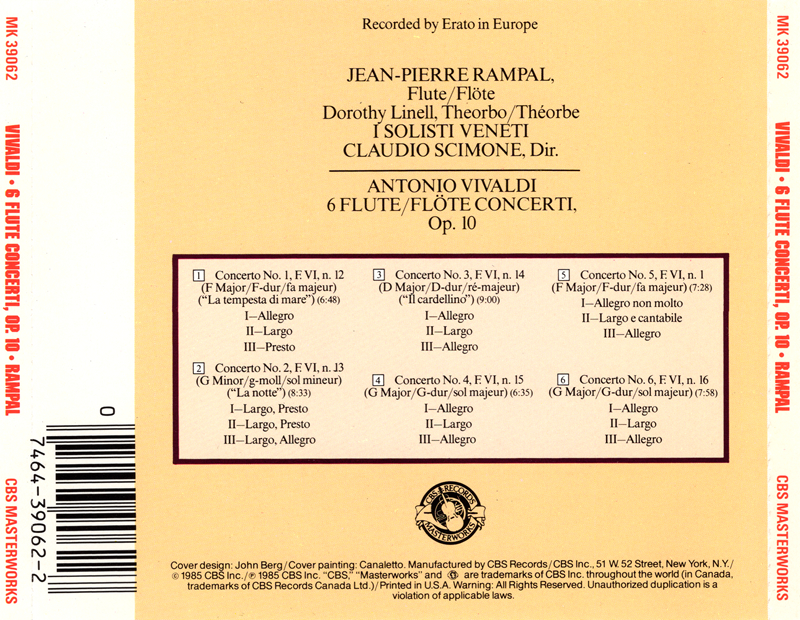 MK 39062
VIVALDI • 6 FLUTE CONCERTI, OP. 10 • RAMPAL
CBS MASTERWORKS
Recorded by Erato in Europe
JEAN-PIERRE RAMPAL,
Flute/Flöte
Dorothy Linell, Theorbo/Théorbe
I SOLISTI VENETI
CLAUDIO SCIMONE, Dir.
ANTONIO VIVALDI
6 FLUTE/FLÖTE CONCERTI,
Op. 10
1 Concerto No. 1, F. VI, n. 12
(F Major/F-dur/fa majeur)
(“La tempesta di mare”) (6:48)
I—Allegro
II—Largo
III—Presto
2 Concerto No. 2, F. VI, n. 13
(G Minor/g-moll/sol mineur)
(“La notte”) (8:33)
I—Largo, Presto
II—Largo, Presto
III—Largo, Allegro
3 Concerto No. 3, F. VI, n. 14
(D Major/D-dur/ré-majeur)
(“Il cardellino”) (9:00)
I—Allegro
II—Largo
III—Allegro
4 Concerto No. 4, F. VI, n. 15
(G Major/G-dur/sol majeur) (6:35)
I—Allegro
II—Largo
III—Allegro
5 Concerto No. 5, F. VI, n. 1
(F Major/F-dur/fa majeur) (7:28)
I—Allegro non molto
II—Largo e cantabile
III—Allegro
6 Concerto No. 6, F. VI, n. 16
(G Major/G-dur/sol majeur) (7:58)
I—Allegro
II—Largo
III—Allegro
0
7464-39062-2
CBS RECORDS
MASTERWORKS
Cover design: John Berg/Cover painting: Canaletto. Manufactured by CBS Records/CBS Inc., 51 W. 52 Street, New York, N.Y./
© 1985 CBS Inc./℗ 1985 CBS Inc. “CBS,” “Masterworks” and are trademarks of CBS Inc. throughout the world (in Canada,
trademarks of CBS Records Canada Ltd.)/Printed in U.S.A. Warning: All Rights Reserved. Unauthorized duplication is a
violation of applicable laws.
MK 39062
VIVALDI • 6 FLUTE CONCERTI, OP. 10 • RAMPAL
CBS MASTERWORKS